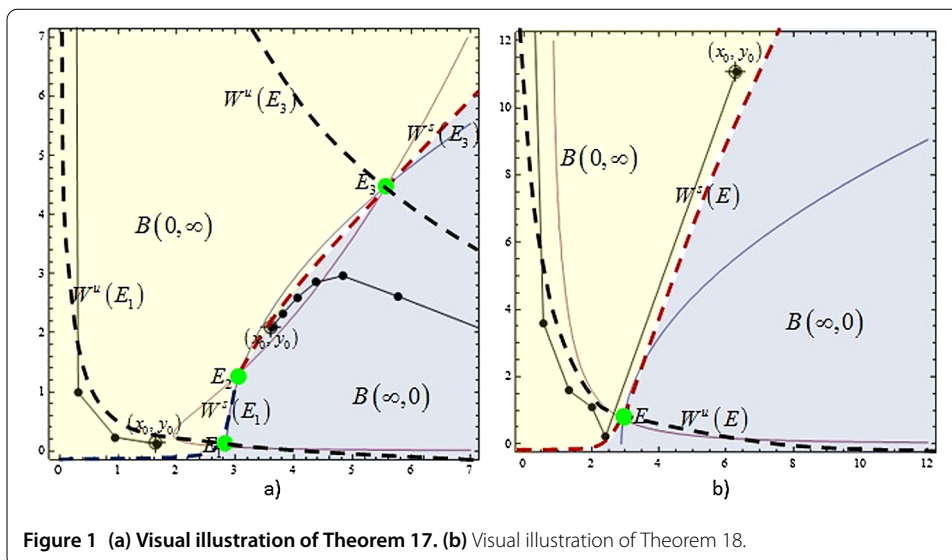 7
6
5
4
3
2
1
0
0 1 2 3 4 5 6 7
W^u(E_3)
W^s(E_3)
E_3
B(0,∞)
W^u(E_1)
(x_0, y_0)
E_2
W^s(E_1)
B(∞,0)
(x_0, y_0)
E
a)
12
10
8
6
4
2
0
0 2 4 6 8 10 12
(x_0, y_0)
B(0,∞)
W^s(E)
B(∞,0)
E
W^u(E)
b)
Figure 1 (a) Visual illustration of Theorem 17. (b) Visual illustration of Theorem 18.